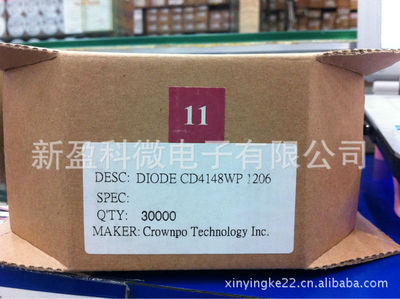 11
新盈科微电子有限公司
DESC: DIODE CD4148WP 1206
SPEC:
Q'TY: 30000
MAKER: Crownpo Technology Inc.
xinyingke22.cn.alibaba.com